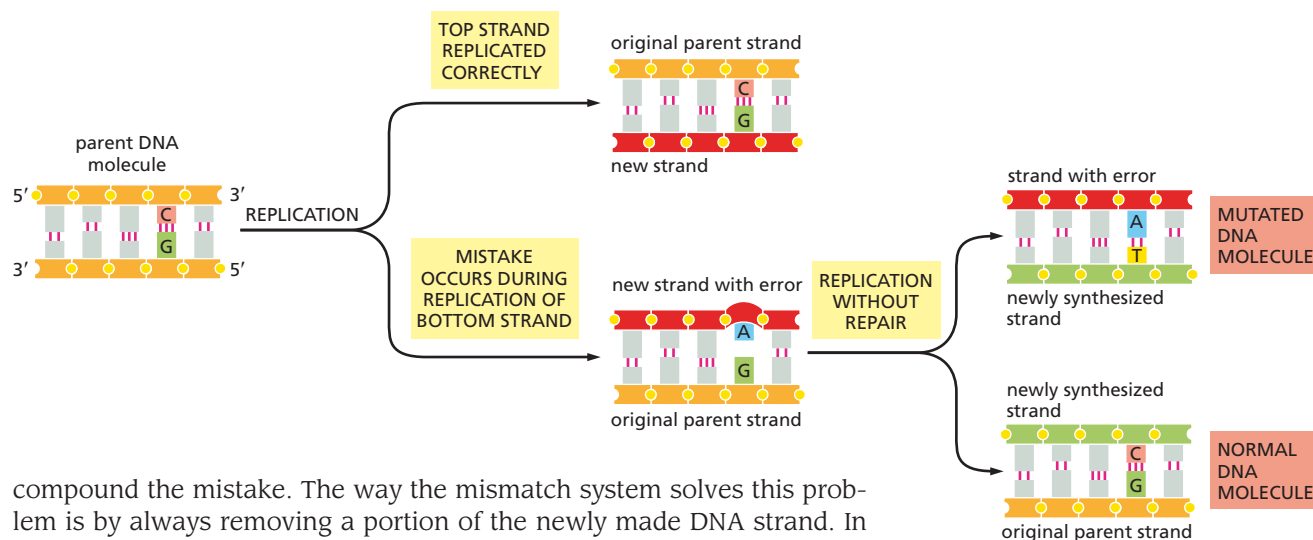 TOP STRAND
REPLICATED
CORRECTLY
original parent strand
C
G
new strand
parent DNA
molecule
5′
3′
C
G
3′
5′
REPLICATION
MISTAKE
OCCURS DURING
REPLICATION OF
BOTTOM STRAND
new strand with error
A
G
original parent strand
REPLICATION
WITHOUT
REPAIR
strand with error
A
T
newly synthesized
strand
MUTATED
DNA
MOLECULE
newly synthesized
strand
C
G
original parent strand
NORMAL
DNA
MOLECULE
compound the mistake. The way the mismatch system solves this prob-
lem is by always removing a portion of the newly made DNA strand. In